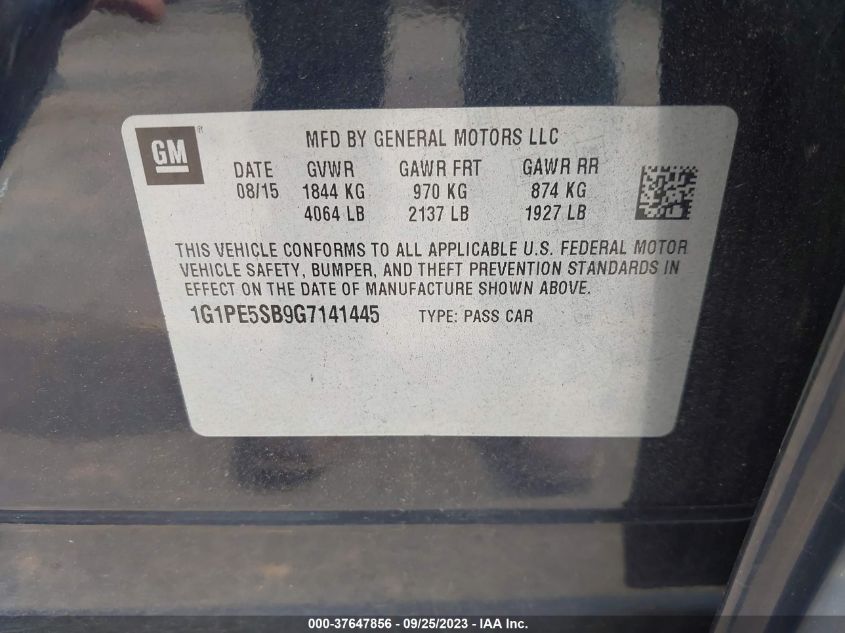 GM ®
MFD BY GENERAL MOTORS LLC
DATE GVWR GAWR FRT GAWR RR
08/15 1844 KG 970 KG 874 KG
4064 LB 2137 LB 1927 LB
THIS VEHICLE CONFORMS TO ALL APPLICABLE U.S. FEDERAL MOTOR
VEHICLE SAFETY, BUMPER, AND THEFT PREVENTION STANDARDS IN
EFFECT ON THE DATE OF MANUFACTURE SHOWN ABOVE.
1G1PE5SB9G7141445 TYPE: PASS CAR
000-37647856 - 09/25/2023 - IAA Inc.